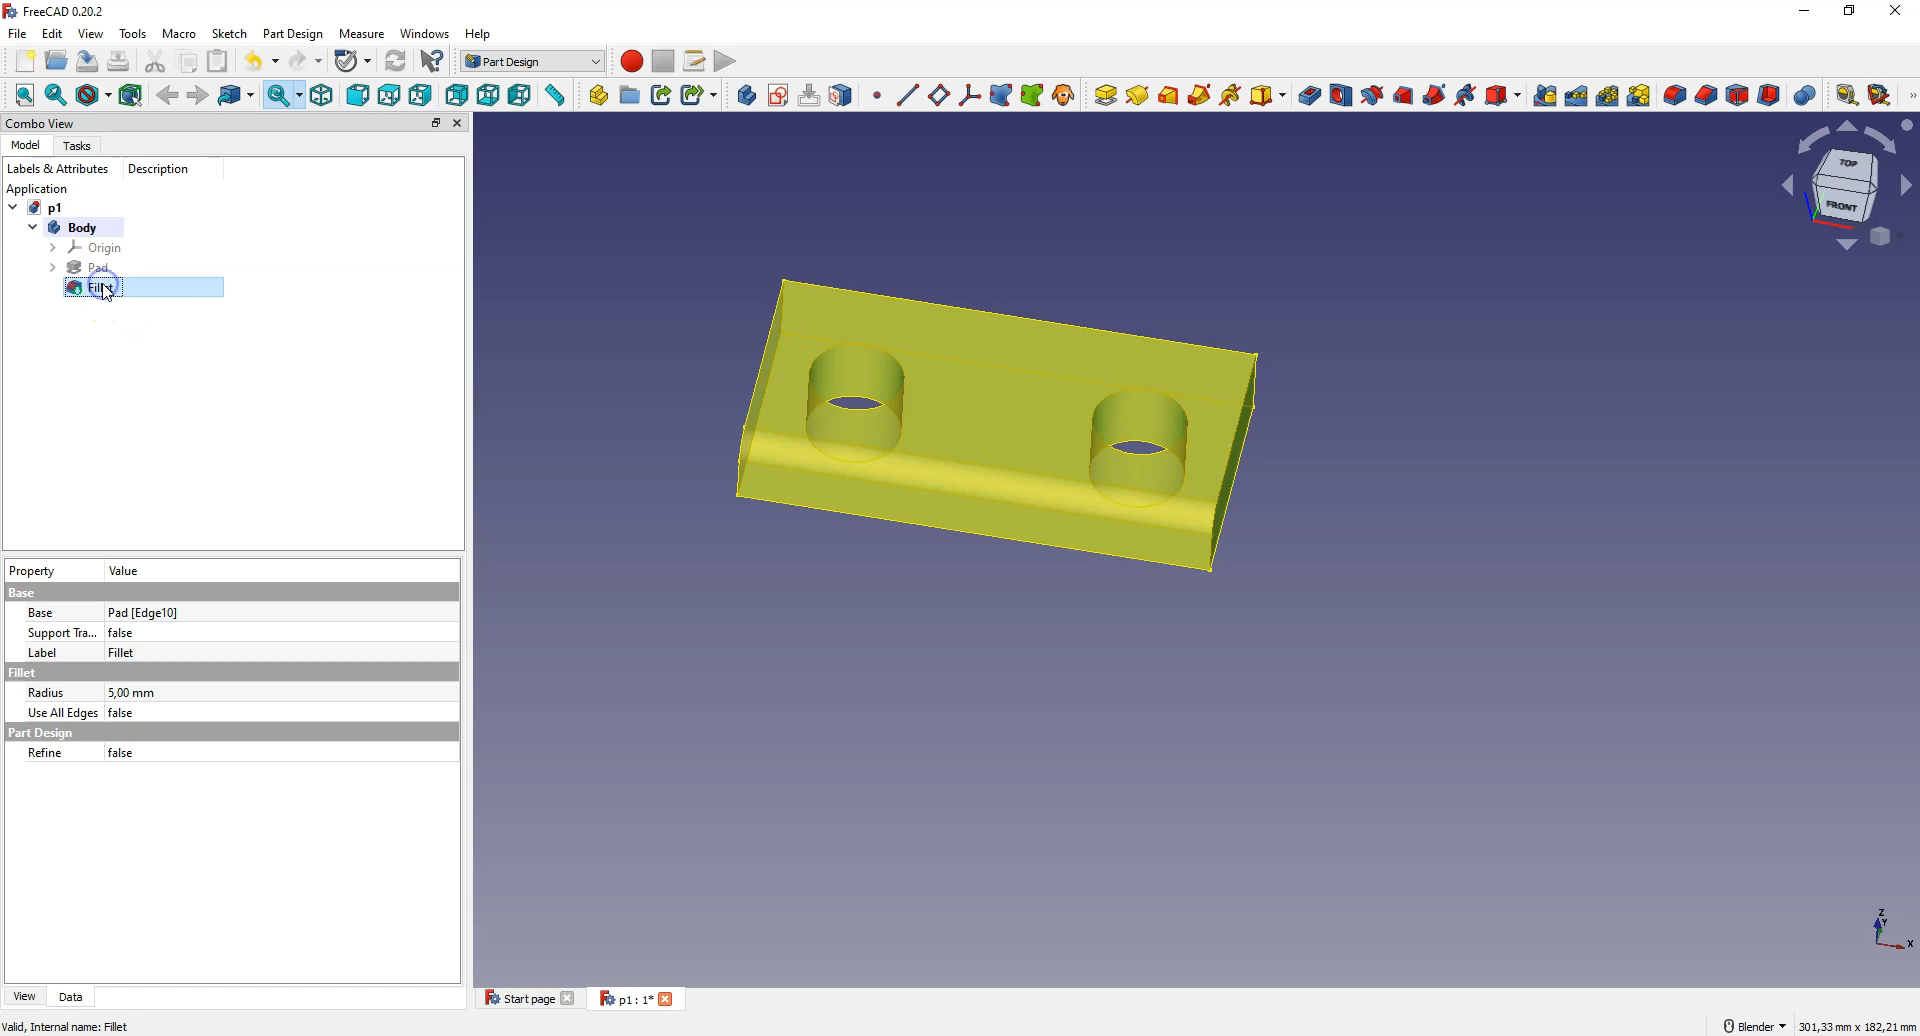 FreeCAD 0.20.2
File Edit View Tools Macro Sketch Part Design Measure Windows Help
Part Design
Combo View
Model Tasks
Labels & Attributes Description
Application
p1
Body
Origin
Pad
Fillet
TOP
FRONT
Property Value
Base
Base Pad [Edge10]
Support Tra... false
Label Fillet
Fillet
Radius 5,00 mm
Use All Edges false
Part Design
Refine false
Z
Y
X
View Data
Start page p1 : 1*
Valid, Internal name: Fillet
Blender 301,33 mm x 182,21 mm